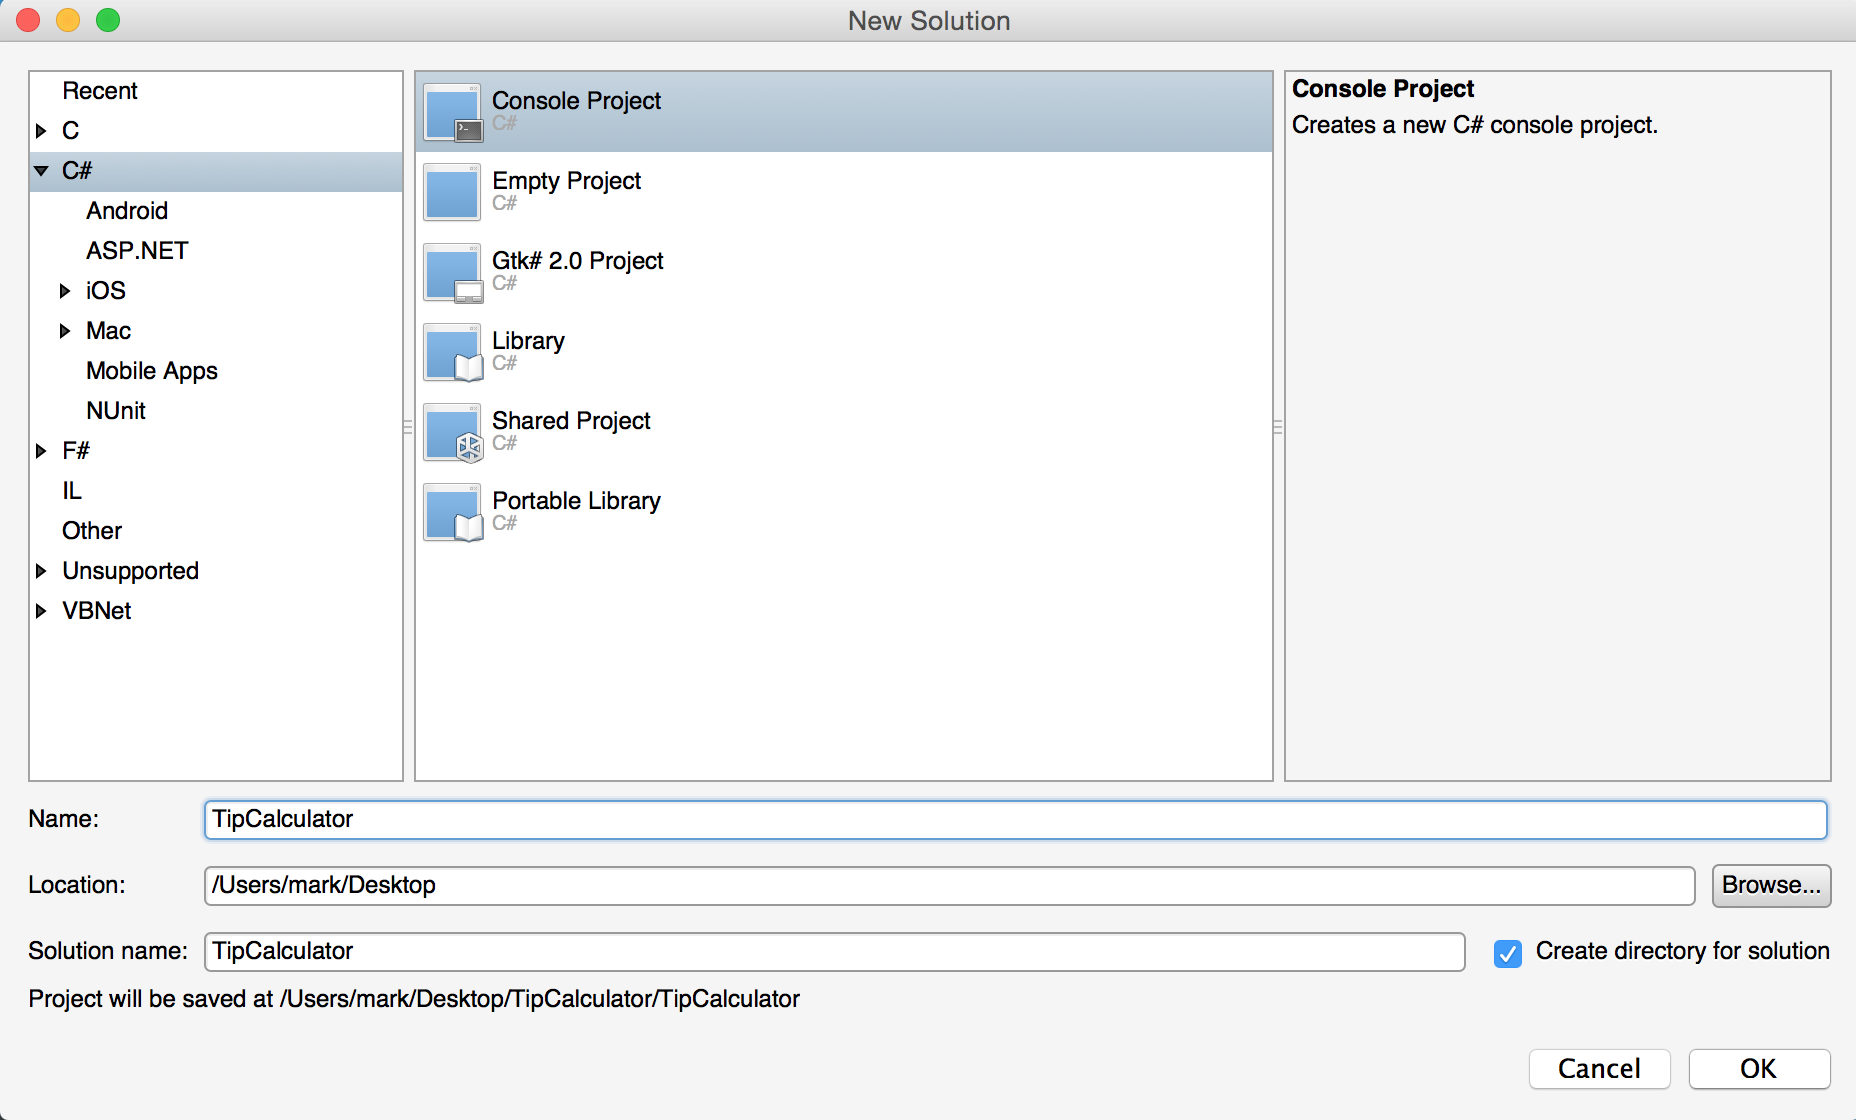 New Solution
Recent
C
C#
Android
ASP.NET
iOS
Mac
Mobile Apps
NUnit
F#
IL
Other
Unsupported
VBNet
Console Project
C#
Empty Project
C#
Gtk# 2.0 Project
C#
Library
C#
Shared Project
C#
Portable Library
C#
Console Project
Creates a new C# console project.
Name: TipCalculator
Location: /Users/mark/Desktop Browse...
Solution name: TipCalculator Create directory for solution
Project will be saved at /Users/mark/Desktop/TipCalculator/TipCalculator
Cancel OK